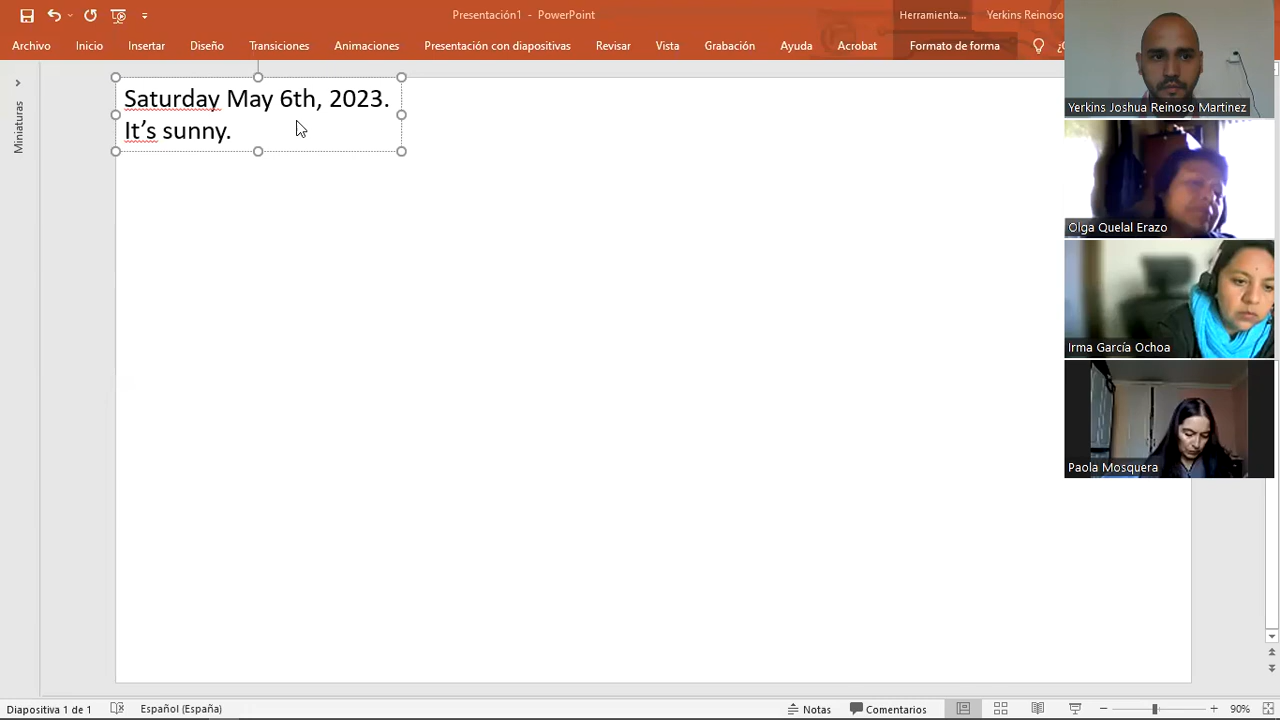 Presentación1 - PowerPoint
Herramienta...
Yerkins Reinoso
Archivo
Inicio
Insertar
Diseño
Transiciones
Animaciones
Presentación con diapositivas
Revisar
Vista
Grabación
Ayuda
Acrobat
Formato de forma
Miniaturas
Saturday May 6th, 2023.
It's sunny.
Yerkins Joshua Reinoso Martinez
Olga Quelal Erazo
Irma García Ochoa
Paola Mosquera
Diapositiva 1 de 1
Español (España)
Notas
Comentarios
90%